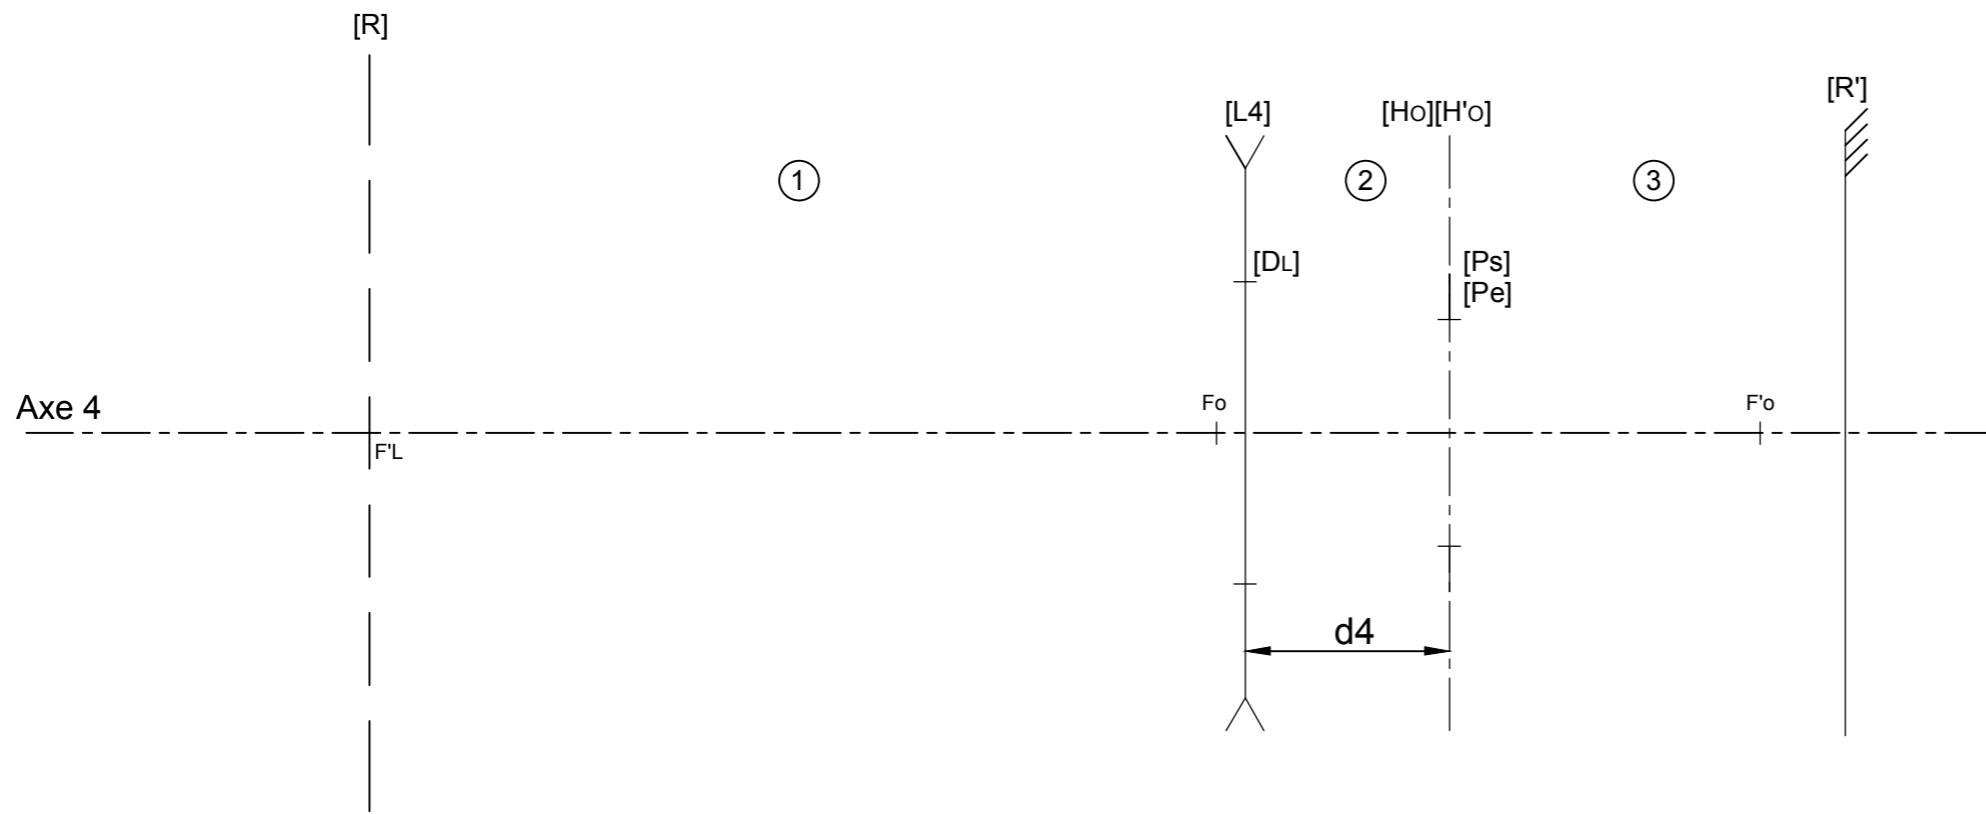 [R]
[R']
[L4]
[Ho][H'o]
1
2
3
[DL]
[Ps]
[Pe]
Axe 4
Fo
F'o
F'L
d4